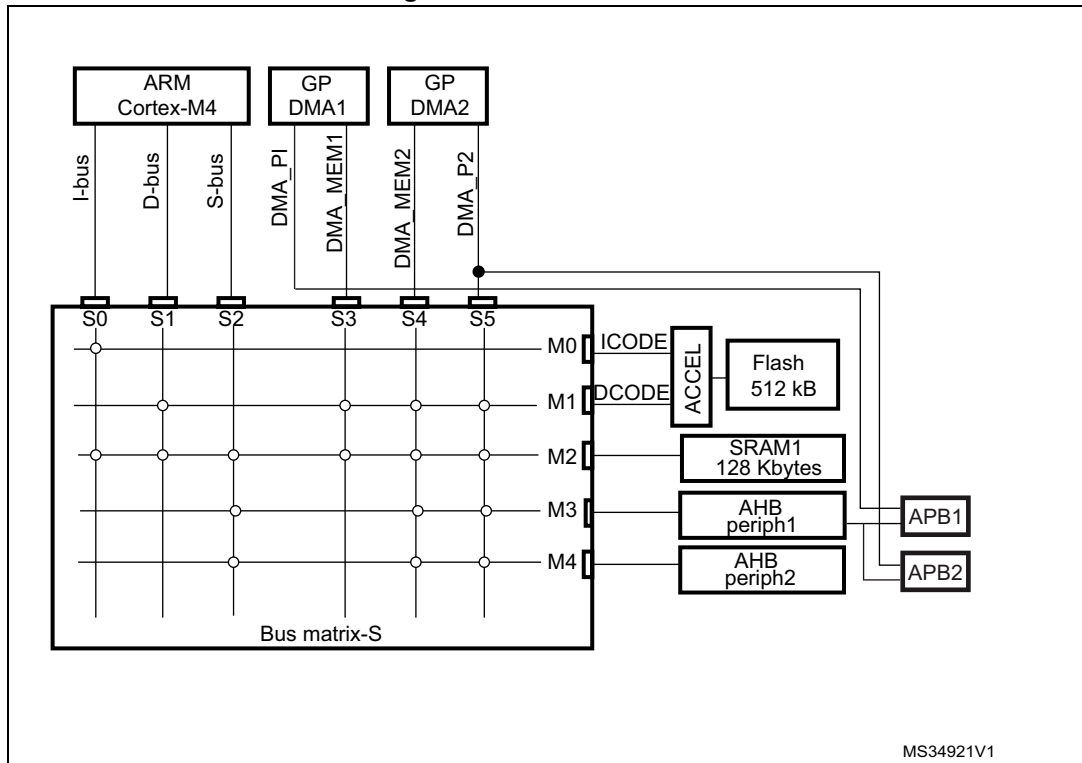 ARM
Cortex-M4
GP
DMA1
GP
DMA2
I-bus
D-bus
S-bus
DMA_PI
DMA_MEM1
DMA_MEM2
DMA_P2
S0 S1 S2 S3 S4 S5
M0
ICODE
M1
DCODE
ACCEL
Flash
512 kB
M2
SRAM1
128 Kbytes
M3
AHB
periph1
APB1
M4
AHB
periph2
APB2
Bus matrix-S
MS34921V1